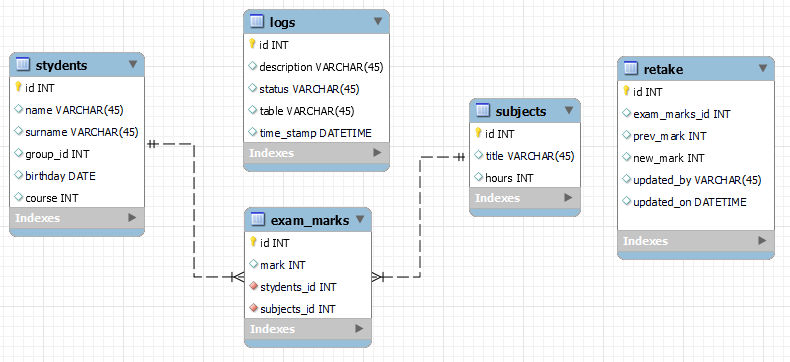 stydents
id INT
name VARCHAR(45)
surname VARCHAR(45)
group_id INT
birthday DATE
course INT
Indexes
logs
id INT
description VARCHAR(45)
status VARCHAR(45)
table VARCHAR(45)
time_stamp DATETIME
Indexes
exam_marks
id INT
mark INT
stydents_id INT
subjects_id INT
Indexes
subjects
id INT
title VARCHAR(45)
hours INT
Indexes
retake
id INT
exam_marks_id INT
prev_mark INT
new_mark INT
updated_by VARCHAR(45)
updated_on DATETIME
Indexes